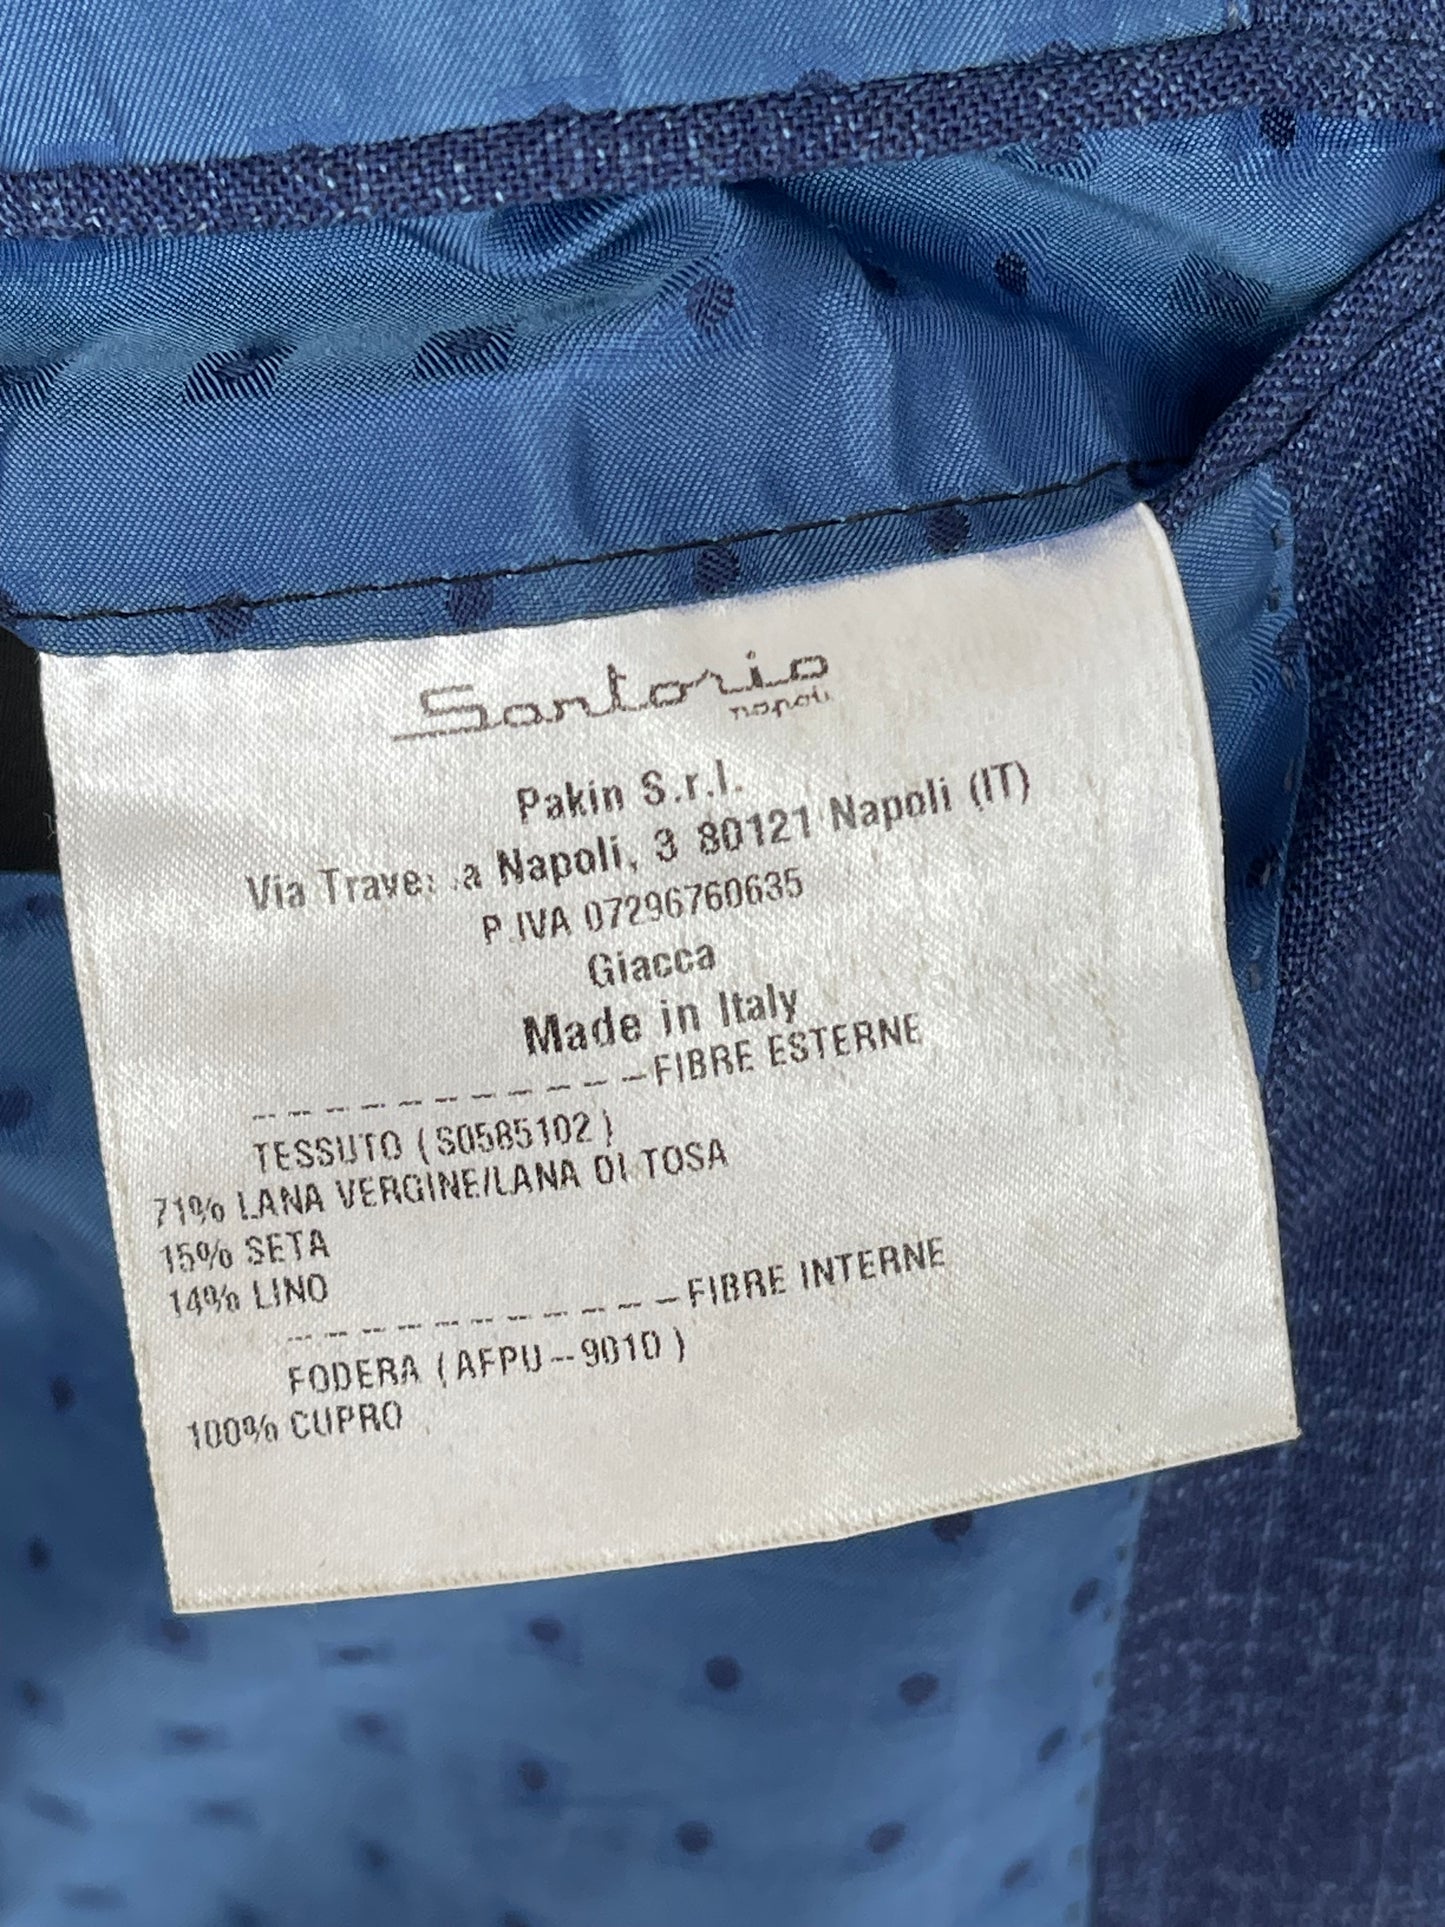 Sartorio
napoli
Pakin S.r.l.
Via a Napoli, 3 80121 Napoli (IT)
P.IVA 07296760635
Giacca
Made in Italy
-----------FIBRE ESTERNE
TESSUTO (S0585102)
71% LANA VERGINE/LANA DI TOSA
15% SETA
14% LINO
-----------FIBRE INTERNE
FODERA (AFPU--9010)
100% CUPRO